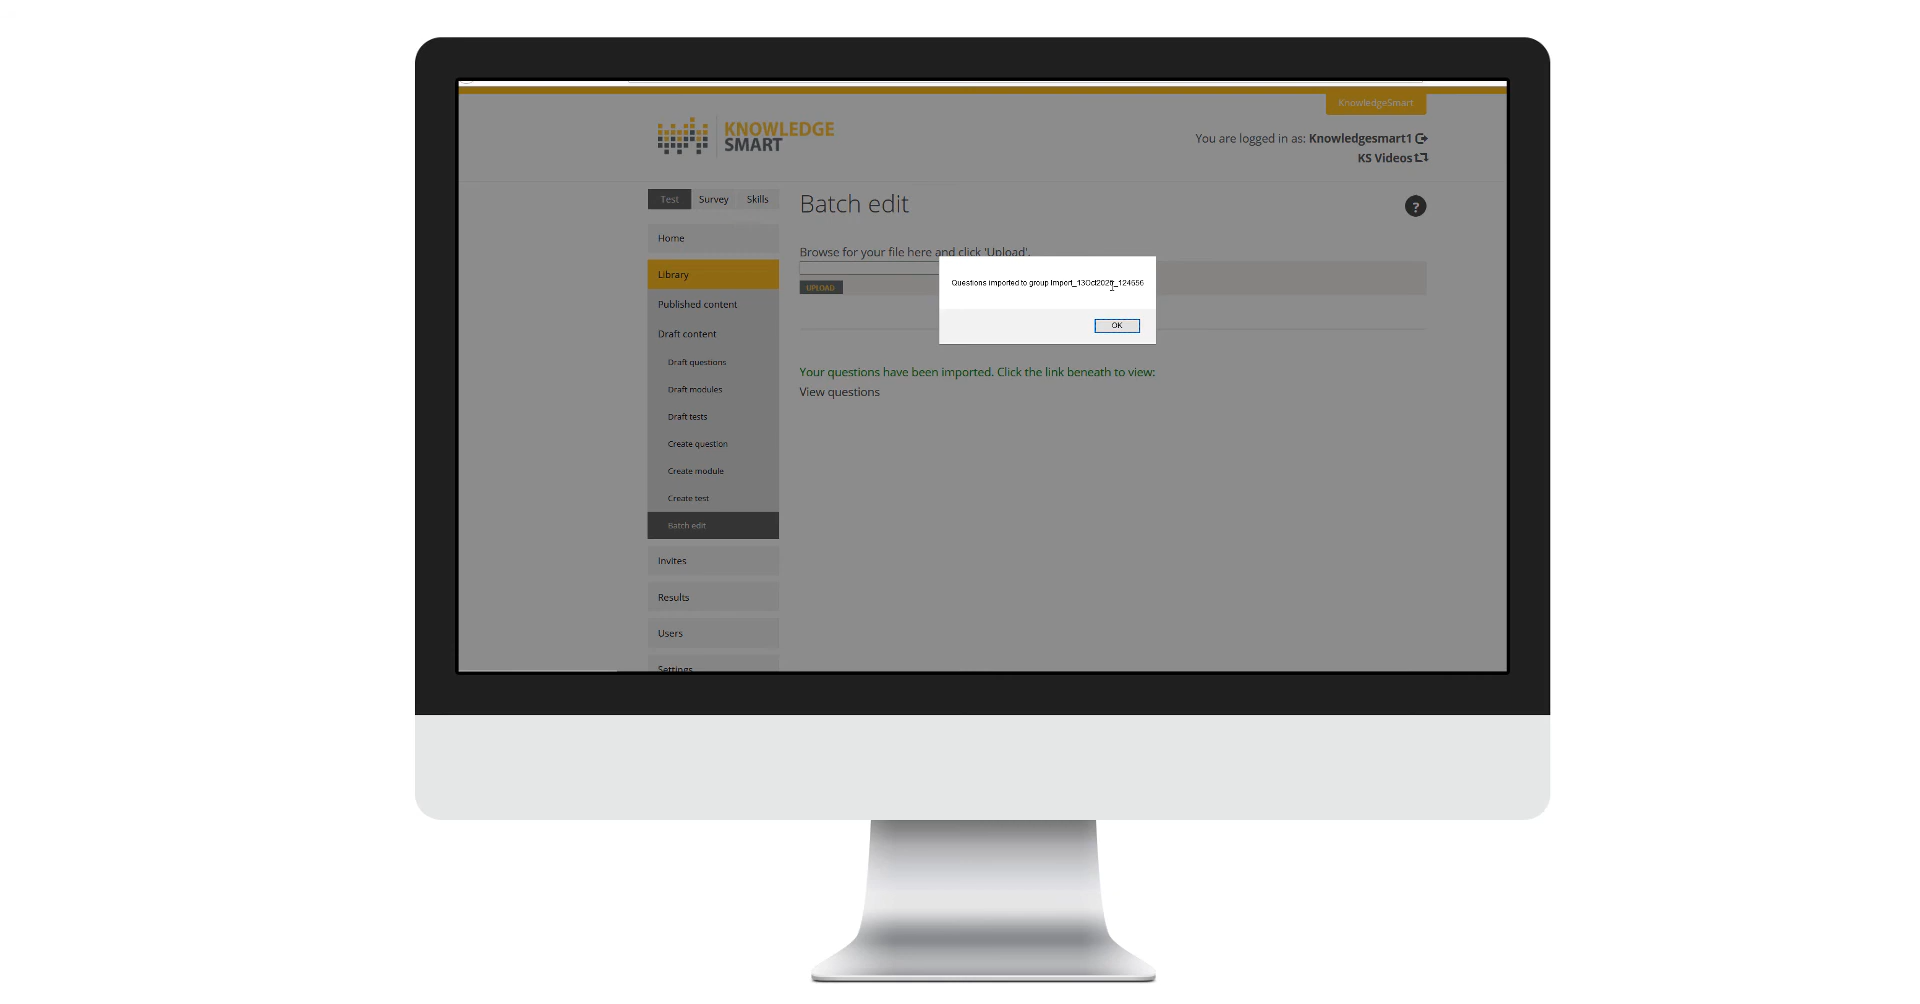 KnowledgeSmart
KNOWLEDGE
SMART
You are logged in as: Knowledgesmart1
KS Videos
Test
Survey
Skills
Batch edit
?
Home
Browse for your file here and click 'Upload'.
Library
UPLOAD
Questions imported to group
OK
Published content
Draft content
Draft questions
Your questions have been imported. Click the link beneath to view:
View questions
Draft modules
Draft tests
Create question
Create module
Create test
Batch edit
Invites
Results
Users
Settings